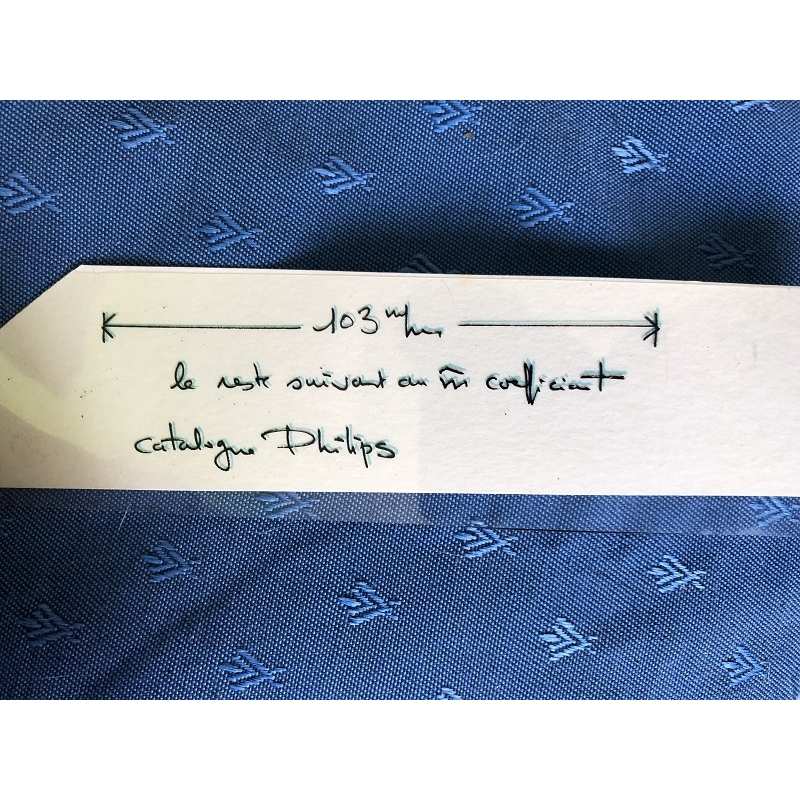 103 m/m
le reste suivant au m̂ coefficient
catalogue Philips